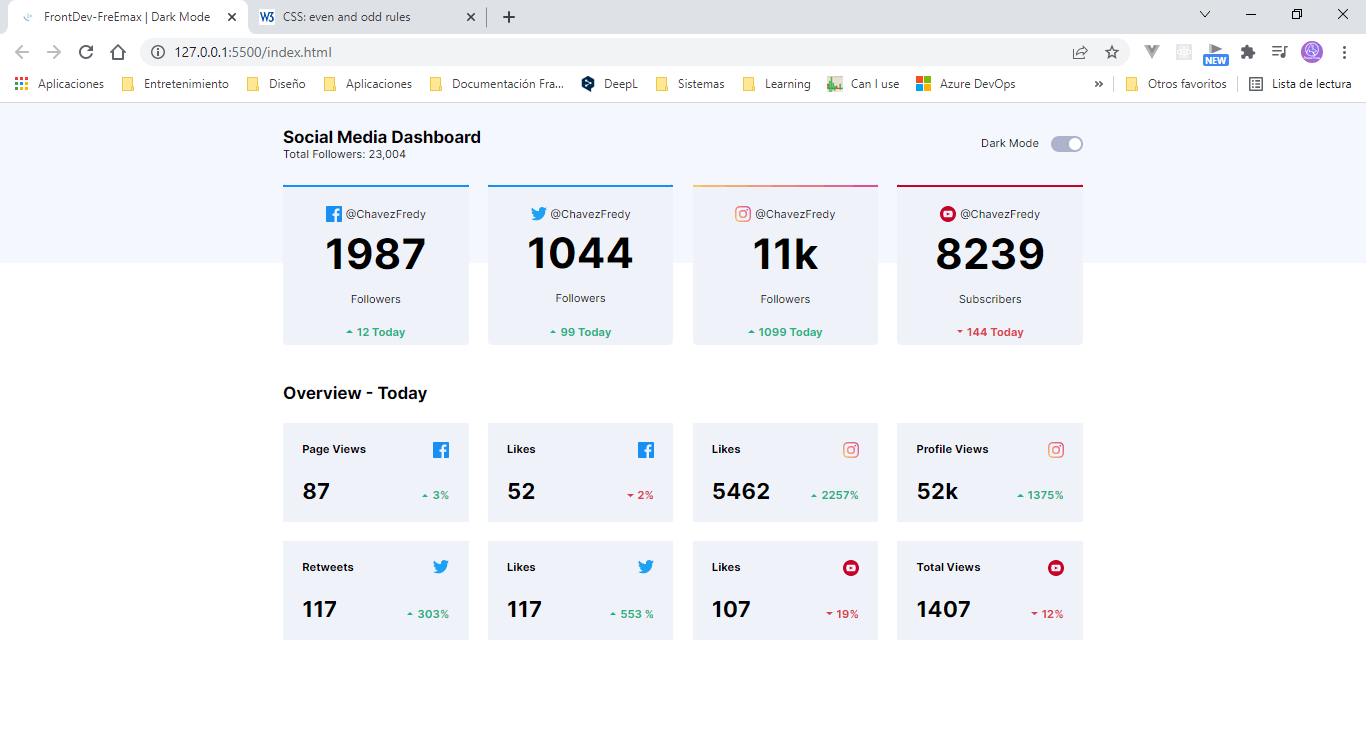 FrontDev-FreEmax | Dark Mode
W3 CSS: even and odd rules
127.0.0.1:5500/index.html
NEW
Aplicaciones Entretenimiento Diseño Aplicaciones Documentación Fra... DeepL Sistemas Learning Can I use Azure DevOps » Otros favoritos Lista de lectura
Social Media Dashboard
Total Followers: 23,004
Dark Mode
@ChavezFredy
1987
Followers
12 Today
@ChavezFredy
1044
Followers
99 Today
@ChavezFredy
11k
Followers
1099 Today
@ChavezFredy
8239
Subscribers
144 Today
Overview - Today
Page Views
87 3%
Likes
52 2%
Likes
5462 2257%
Profile Views
52k 1375%
Retweets
117 303%
Likes
117 553 %
Likes
107 19%
Total Views
1407 12%